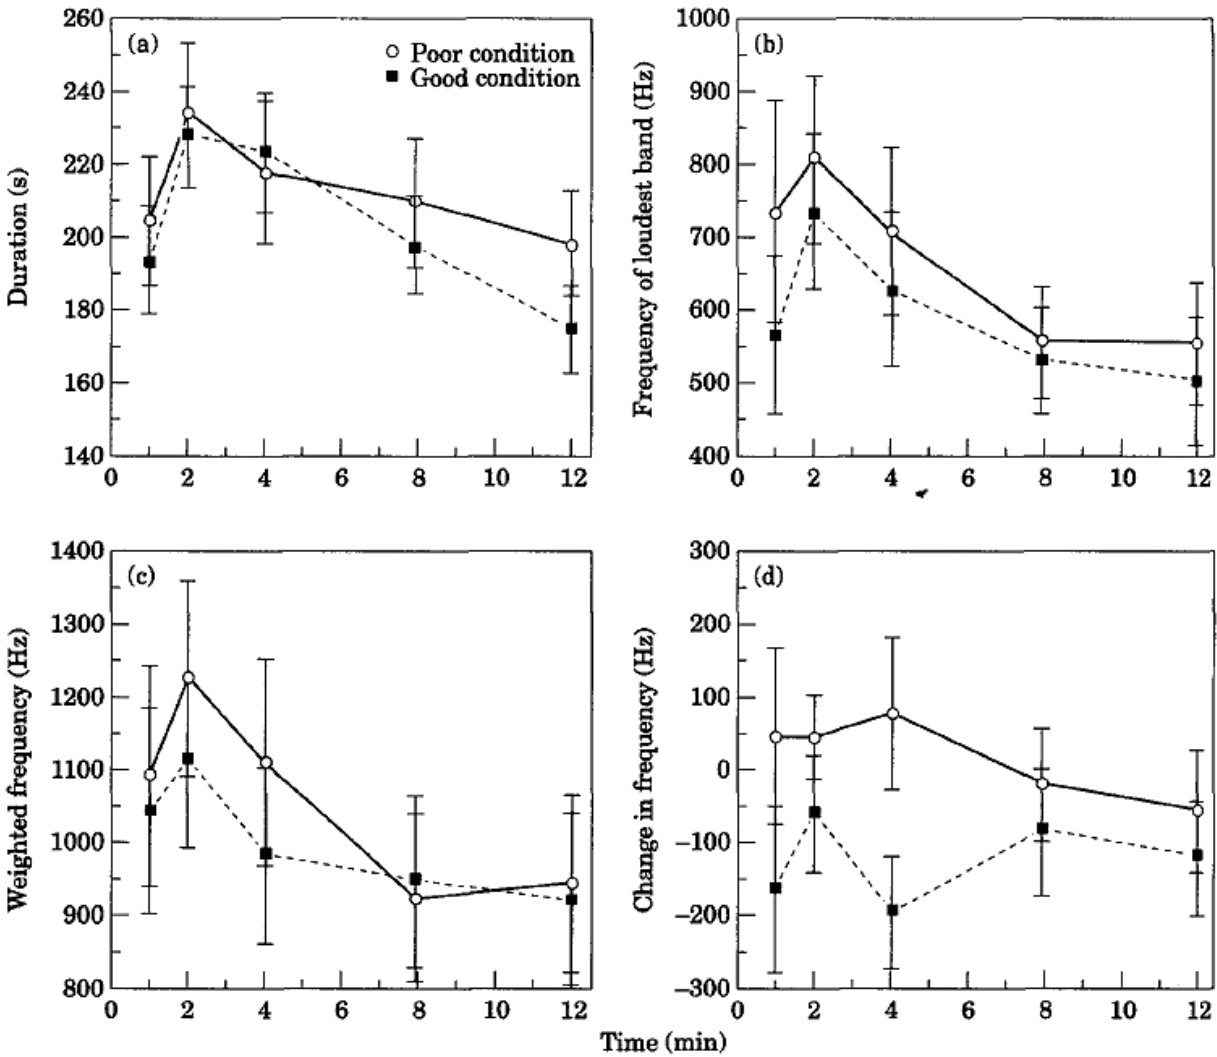 (a)
Poor condition
Good condition
Duration (s)
260
240
220
200
180
160
140
0 2 4 6 8 10 12
(b)
Frequency of loudest band (Hz)
1000
900
800
700
600
500
400
0 2 4 6 8 10 12
(c)
Weighted frequency (Hz)
1400
1300
1200
1100
1000
900
800
0 2 4 6 8 10 12
(d)
Change in frequency (Hz)
300
200
100
0
−100
−200
−300
0 2 4 6 8 10 12
Time (min)